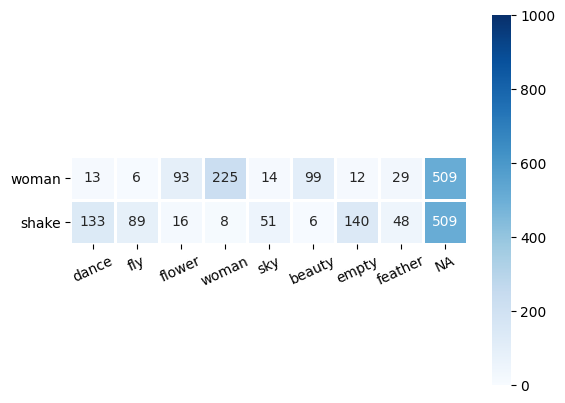 1000
800
600
400
200
0
woman 13 6 93 225 14 99 12 29 509
shake 133 89 16 8 51 6 140 48 509
dance fly flower woman sky beauty empty feather NA